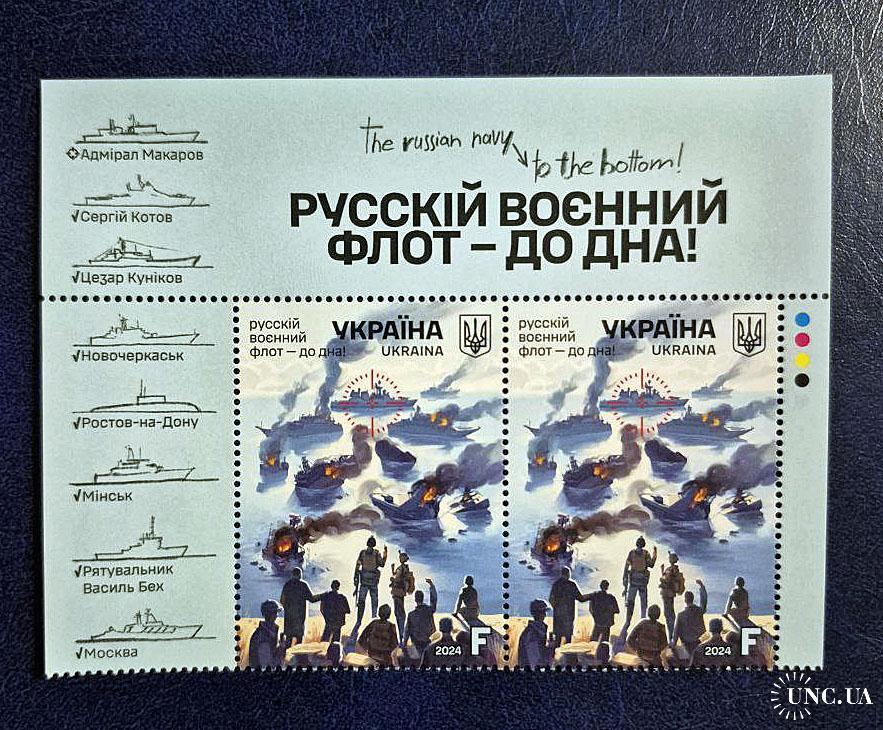 The russian navy
to the bottom!
РУССКІЙ ВОЄННИЙ
ФЛОТ – ДО ДНА!
Адмірал Макаров
√Сергій Котов
√Цезар Куніков
√Новочеркаськ
√Ростов-на-Дону
√Мінськ
√Рятувальник
Василь Бех
√Москва
русскій
воєнний
флот – до дна!
УКРАЇНА
UKRAINA
2024 F
русскій
воєнний
флот – до дна!
УКРАЇНА
UKRAINA
2024 F
UNC.UA